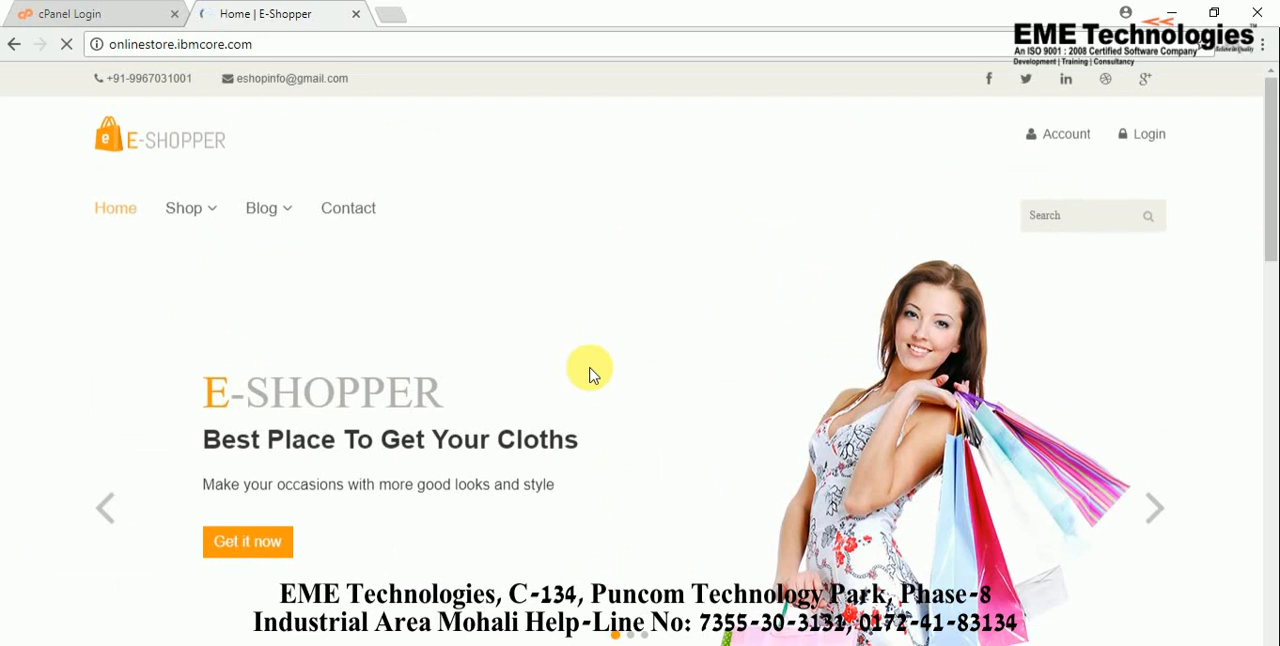 cPanel Login
Home | E-Shopper
EME Technologies
An ISO 9001 : 2008 Certified Software Company
Development | Training | Consultancy
onlinestore.ibmcore.com
+91-9967031001 eshopinfo@gmail.com
E-SHOPPER
Account Login
Home Shop Blog Contact
Search
E-SHOPPER
Best Place To Get Your Cloths
Make your occasions with more good looks and style
Get it now
EME Technologies, C-134, Puncom Technology Park, Phase-8
Industrial Area Mohali Help-Line No: 7355-30-3131, 0172-41-83134